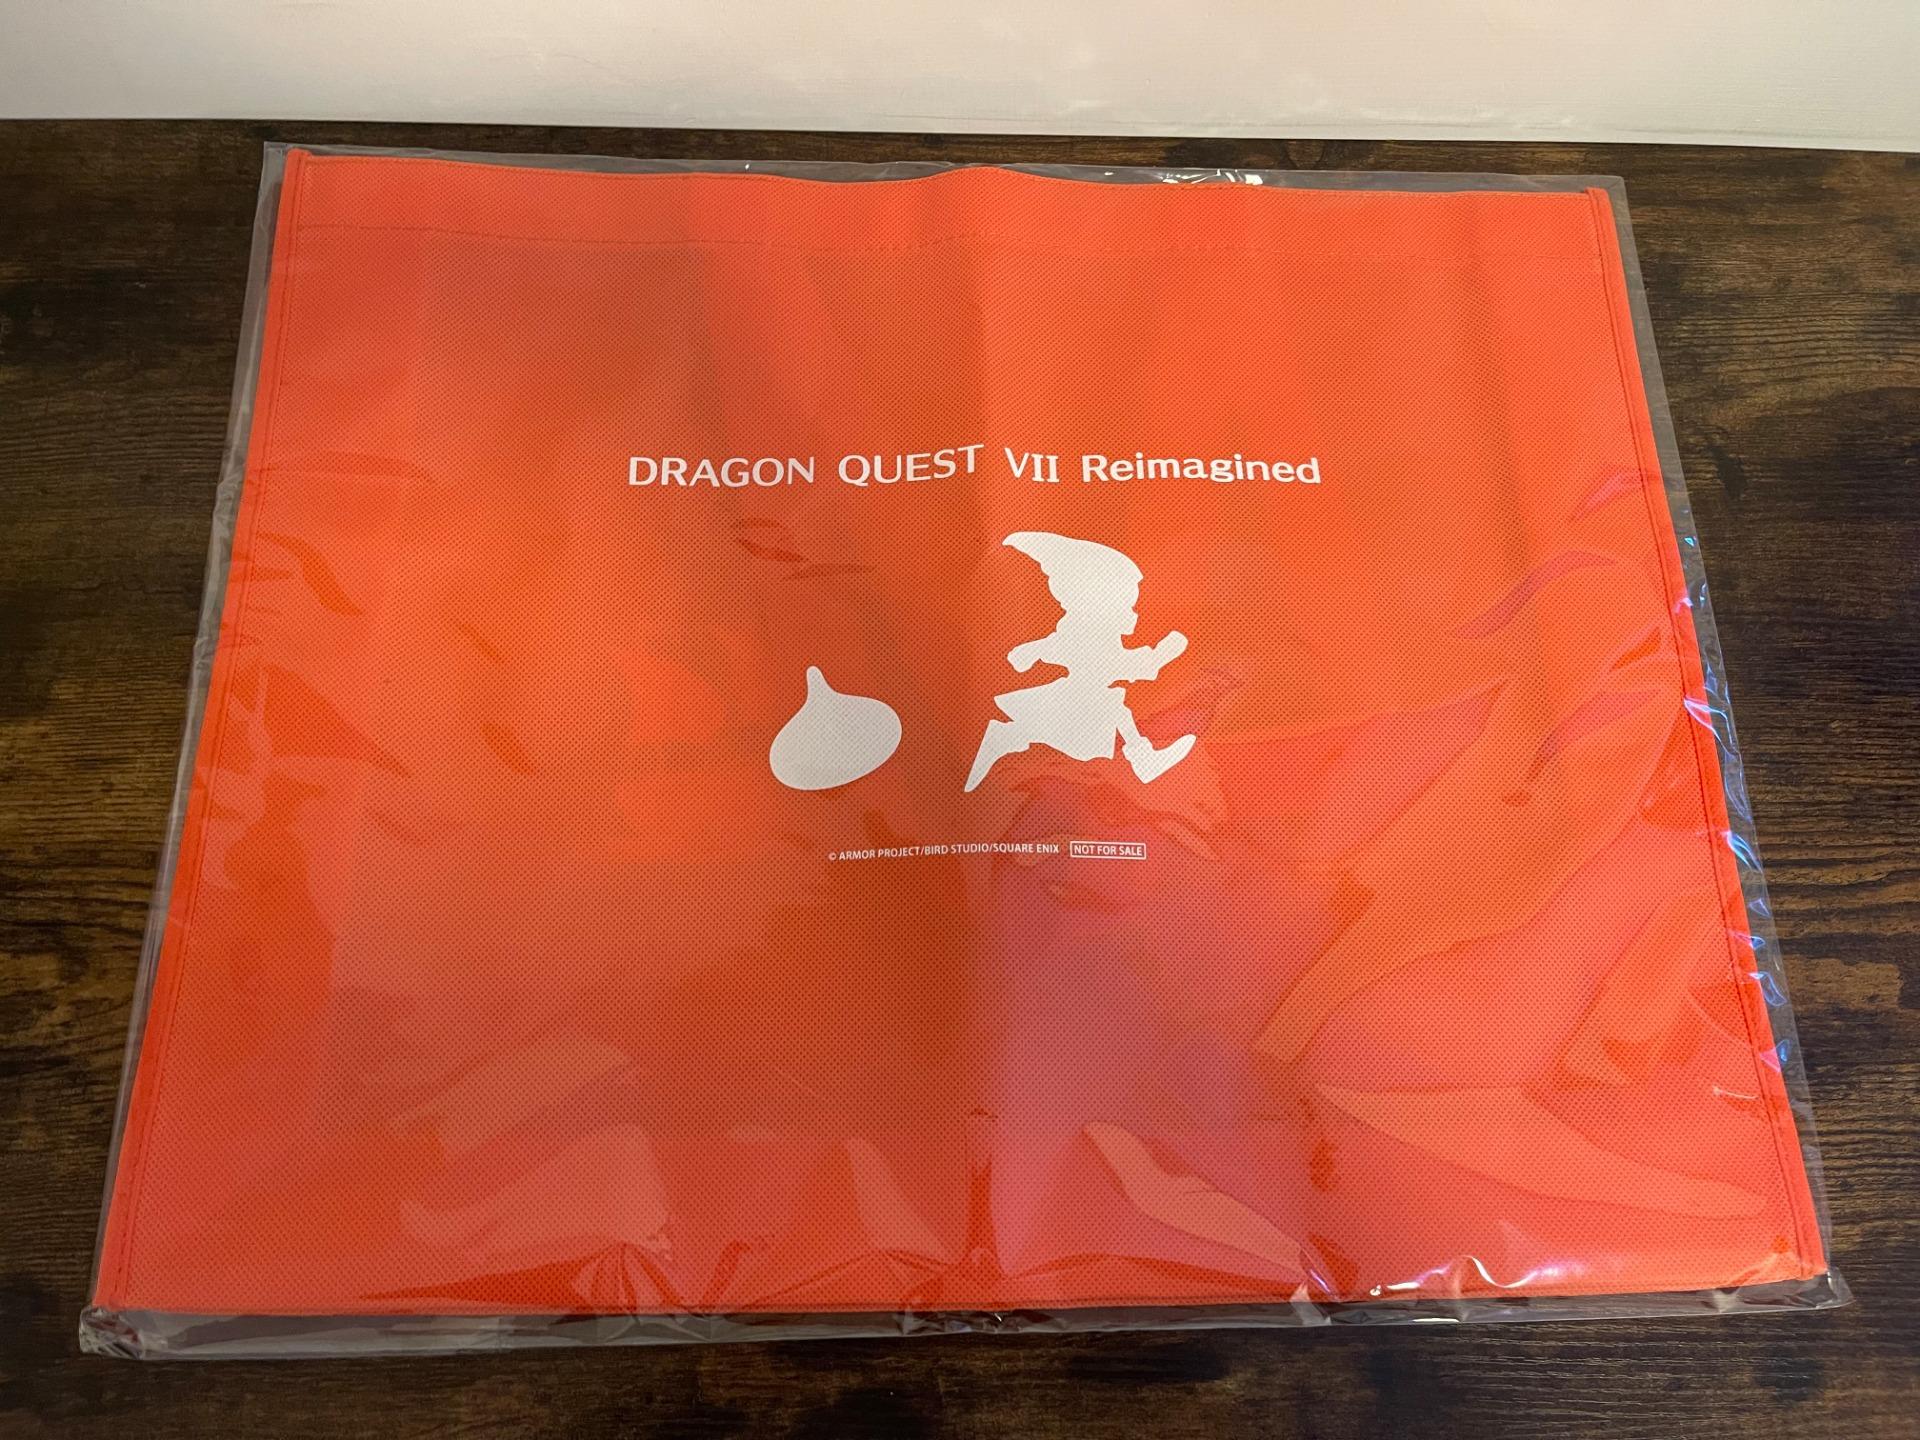 DRAGON QUEST VII Reimagined
© ARMOR PROJECT/BIRD STUDIO/SQUARE ENIX NOT FOR SALE